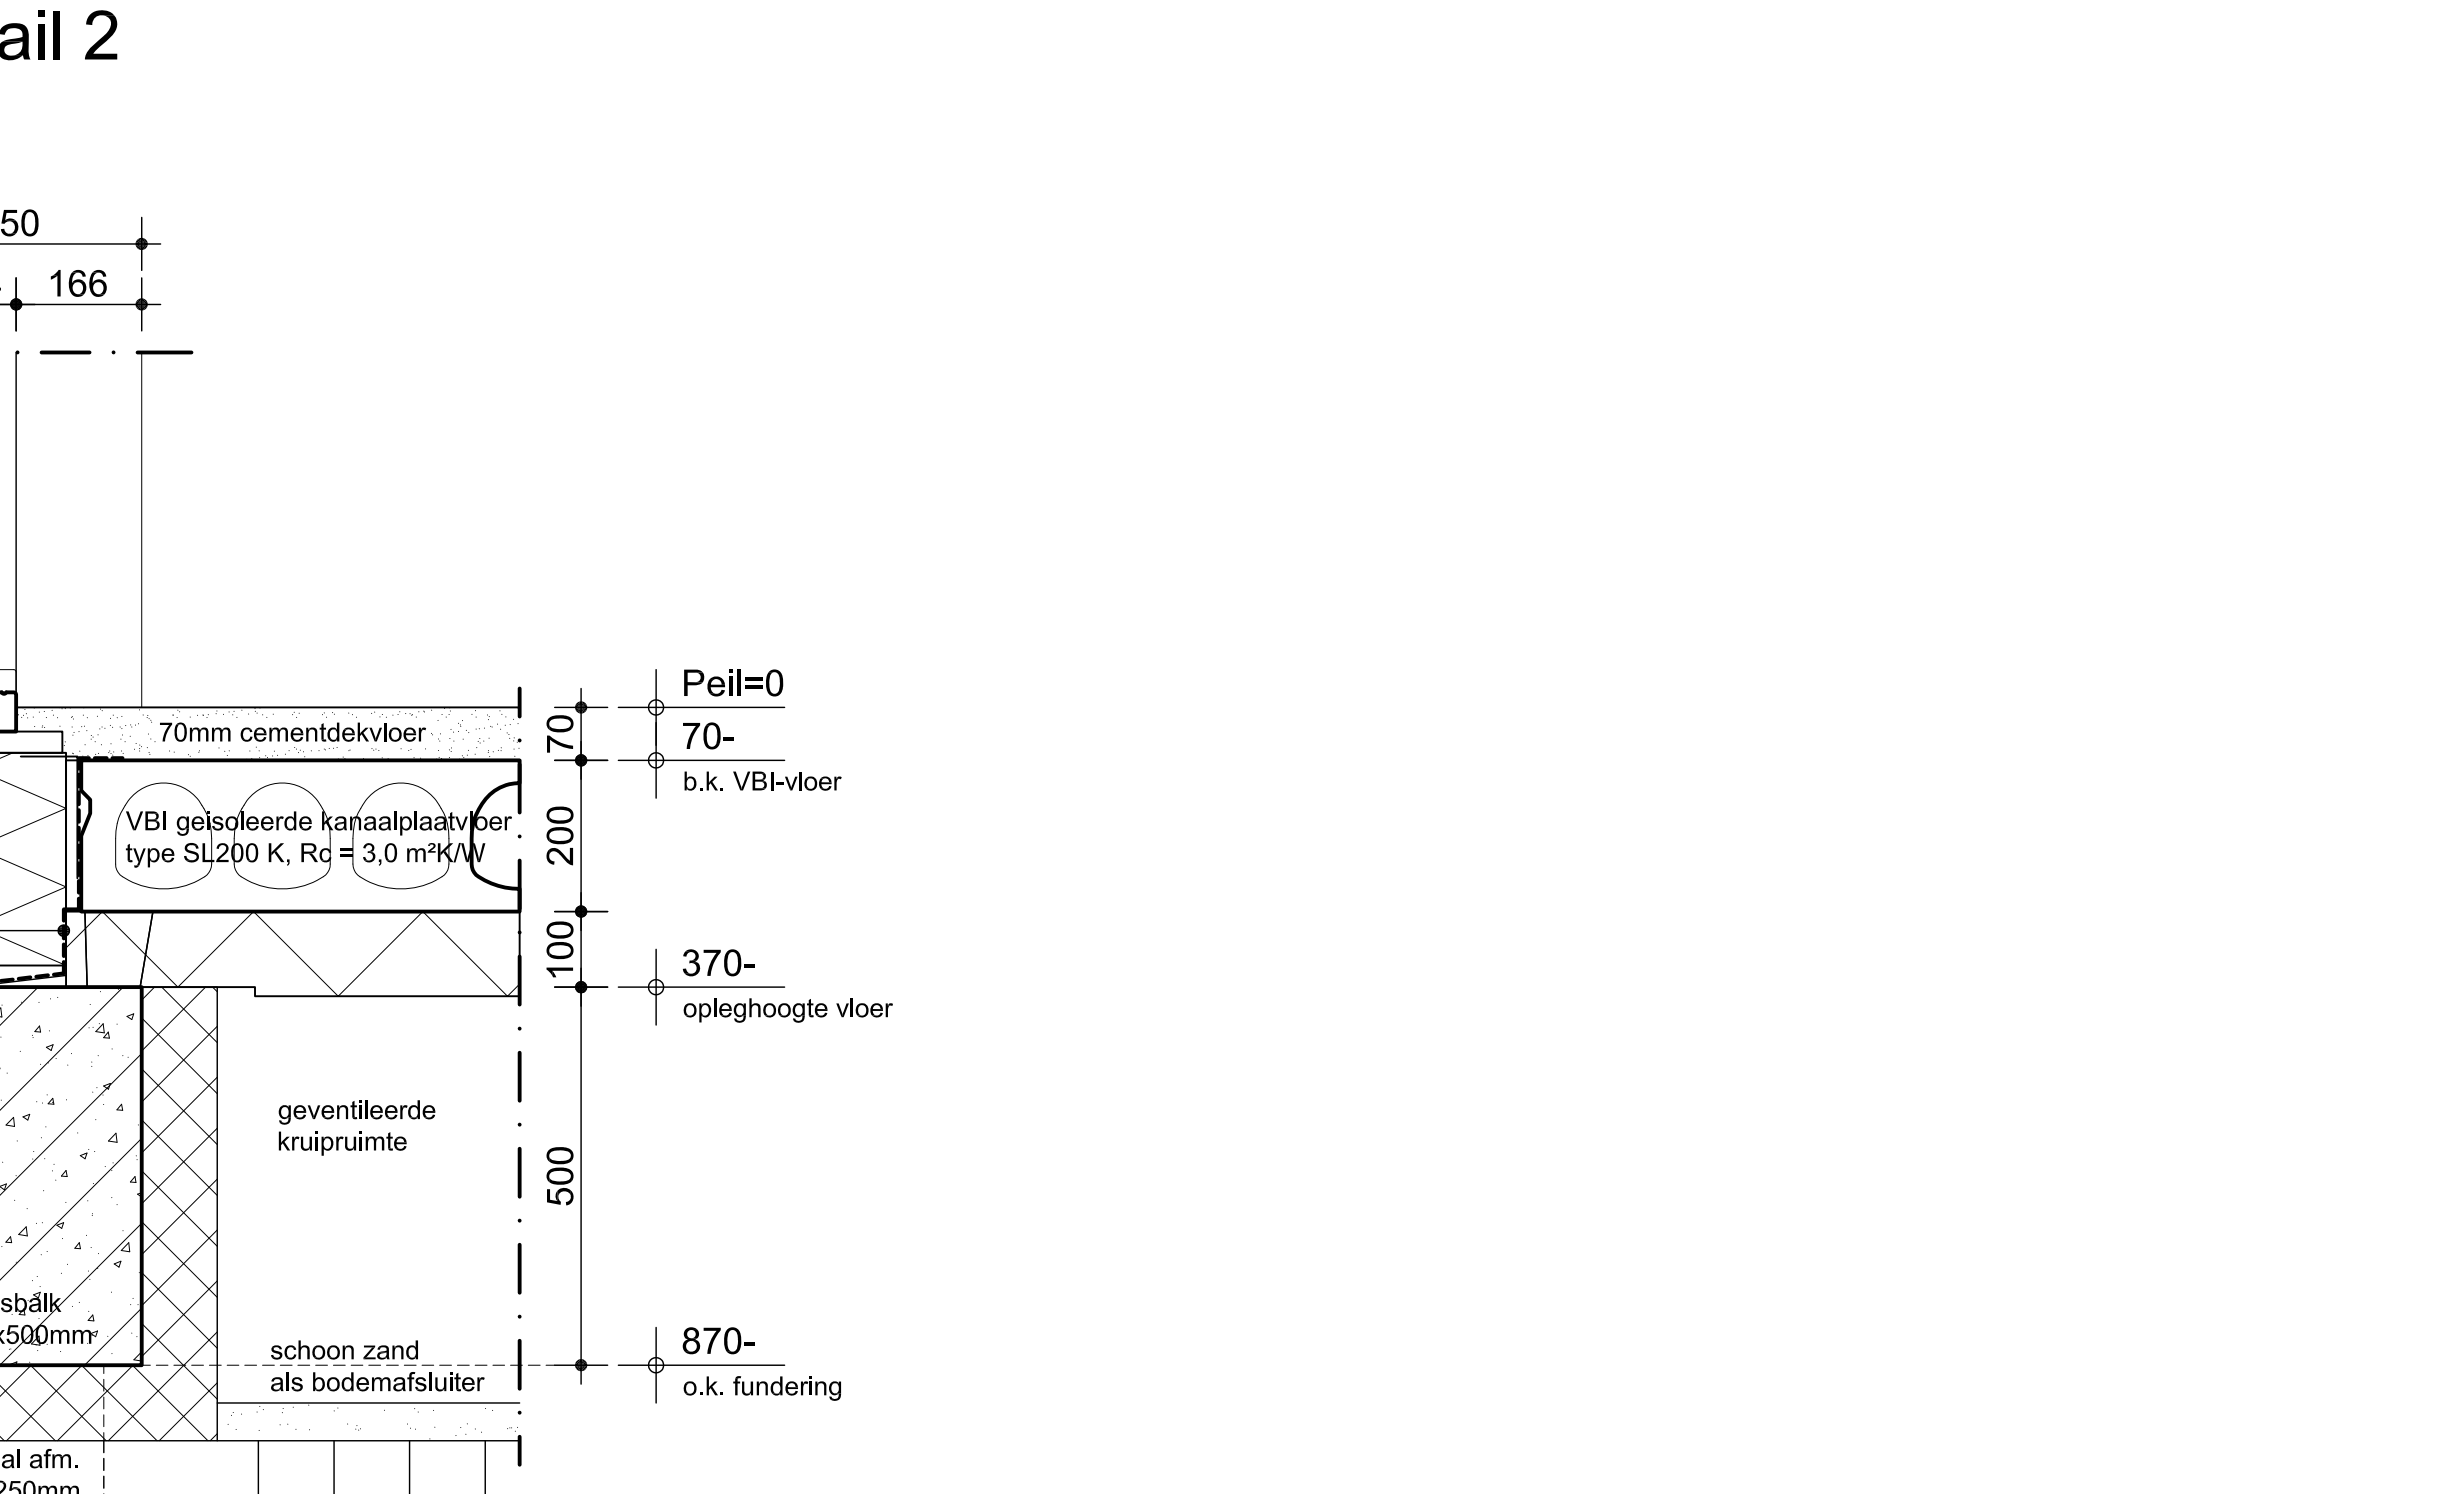 ail 2
50
166
Peil=0
70
70-
70mm cementdekvloer
b.k. VBI-vloer
VBI geisoleerde kanaalplaatvloer
type SL200 K, Rc = 3,0 m²K/W
200
100
370-
opleghoogte vloer
geventileerde
kruipruimte
500
sbalk
x500mm
schoon zand
als bodemafsluiter
870-
o.k. fundering
al afm.
250mm